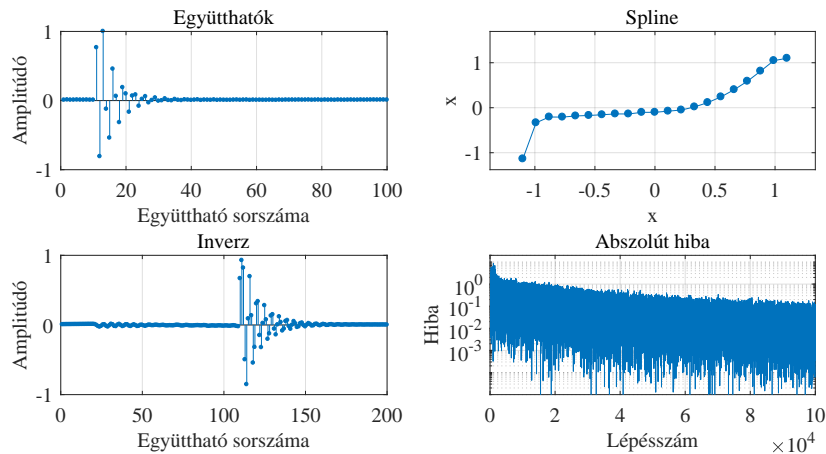 Együtthatók
1
0
-1
Amplitúdó
0 20 40 60 80 100
Együttható sorszáma
Spline
1
0
-1
x
-1 -0.5 0 0.5 1
x
Inverz
1
0
-1
Amplitúdó
0 50 100 150 200
Együttható sorszáma
Abszolút hiba
10^0
10^-1
10^-2
10^-3
Hiba
0 2 4 6 8 10
Lépésszám
×10^4